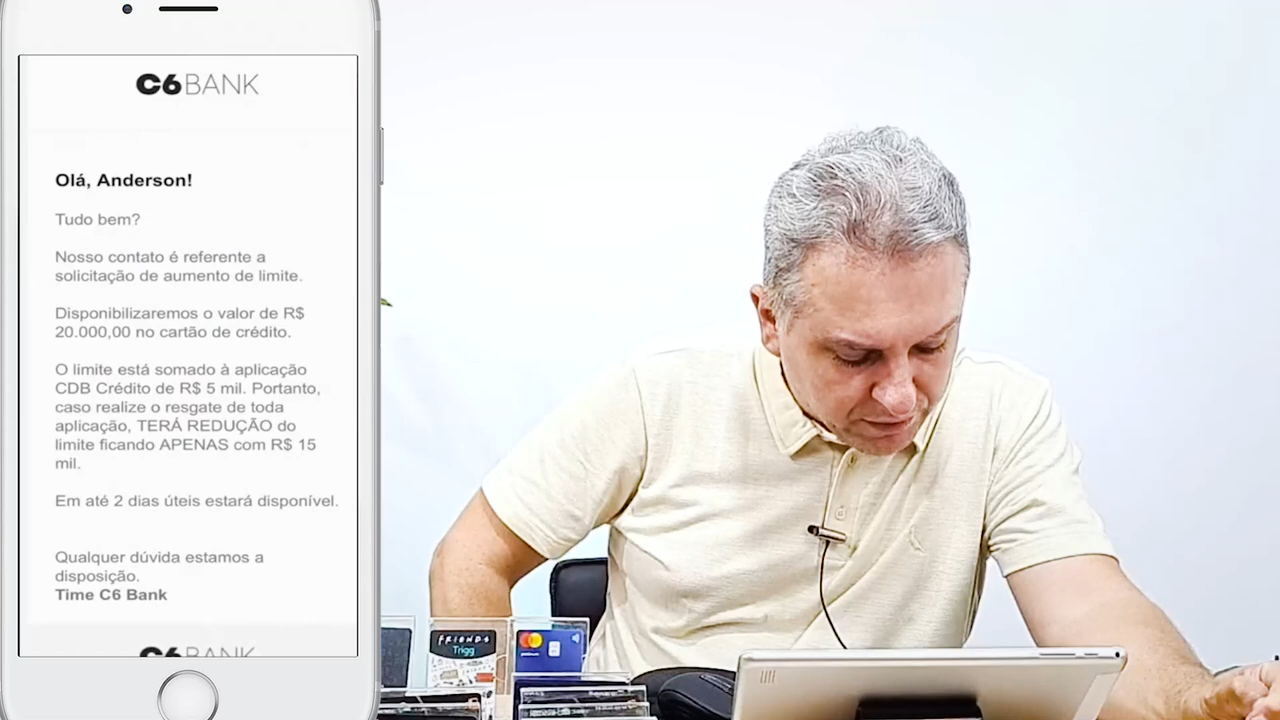 C6BANK
Olá, Anderson!
Tudo bem?
Nosso contato é referente a
solicitação de aumento de limite.
Disponibilizaremos o valor de R$
20.000,00 no cartão de crédito.
O limite está somado à aplicação
CDB Crédito de R$ 5 mil. Portanto,
caso realize o resgate de toda
aplicação, TERÁ REDUÇÃO do
limite ficando APENAS com R$ 15
mil.
Em até 2 dias úteis estará disponível.
Qualquer dúvida estamos a
disposição.
Time C6 Bank
C6BANK
FRIENDS
Trigg
platinum